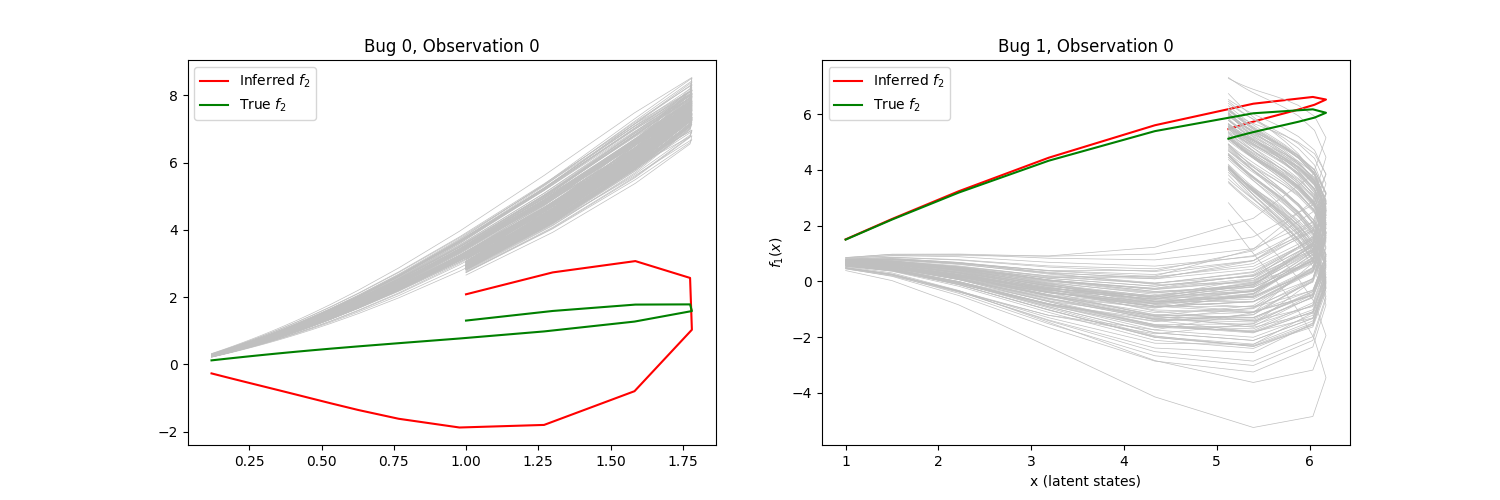 Bug 0, Observation 0
Inferred f₂
True f₂
8
6
4
2
0
−2
0.25 0.50 0.75 1.00 1.25 1.50 1.75
Bug 1, Observation 0
Inferred f₂
True f₂
6
4
2
0
−2
−4
f₁(x)
1 2 3 4 5 6
x (latent states)